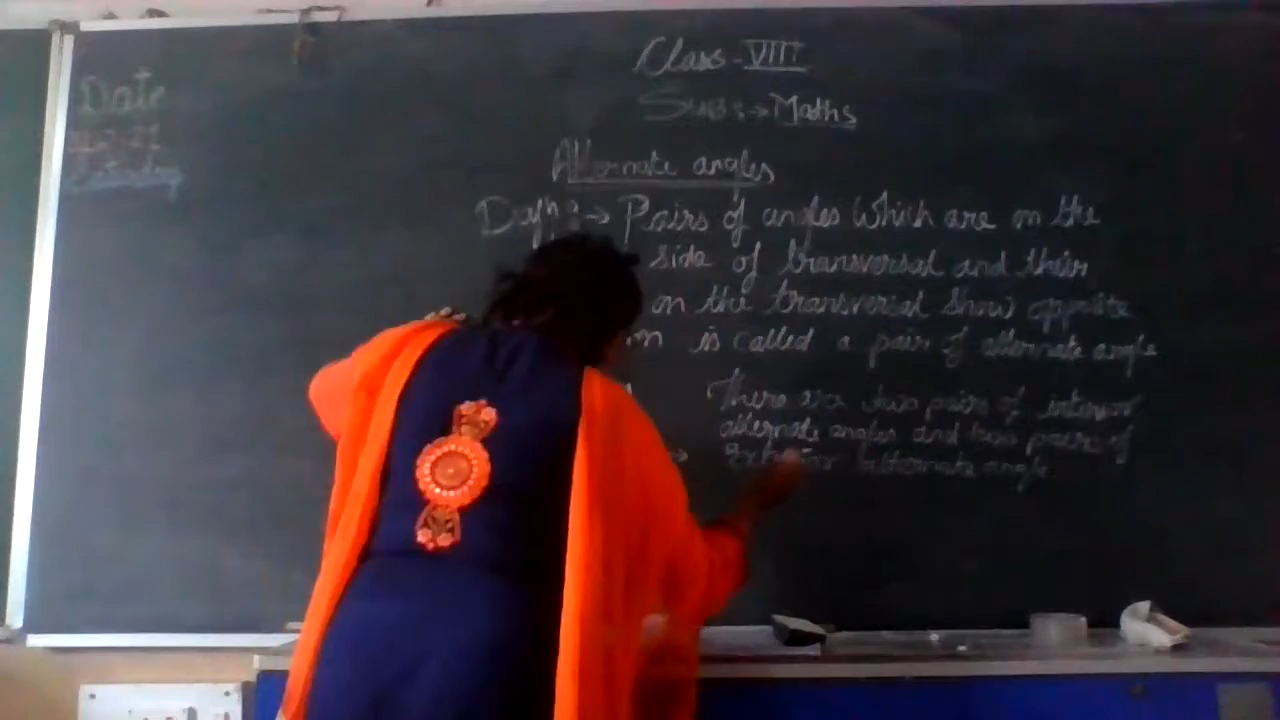 Date
Class - VIII
Sub :→ Maths
Alternate angles
Defn :→ Pairs of angles which are on the
side of transversal and their
on the transversal show opposite
is called a pair of alternate angle
There are two pairs of interior
alternate angles and two pairs of
Exterior alternate angle